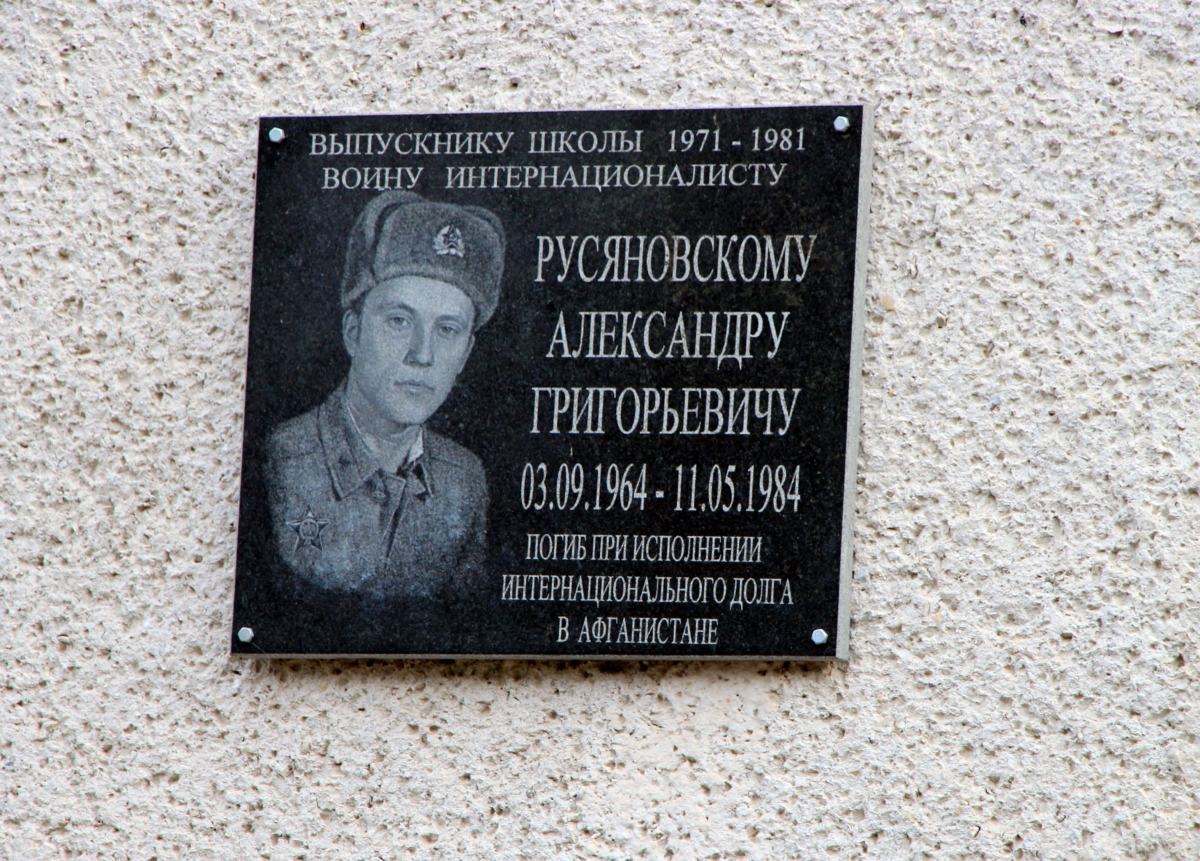 ВЫПУСКНИКУ ШКОЛЫ 1971 - 1981
ВОИНУ ИНТЕРНАЦИОНАЛИСТУ
РУСЯНОВСКОМУ
АЛЕКСАНДРУ
ГРИГОРЬЕВИЧУ
03.09.1964 - 11.05.1984
ПОГИБ ПРИ ИСПОЛНЕНИИ
ИНТЕРНАЦИОНАЛЬНОГО ДОЛГА
В АФГАНИСТАНЕ